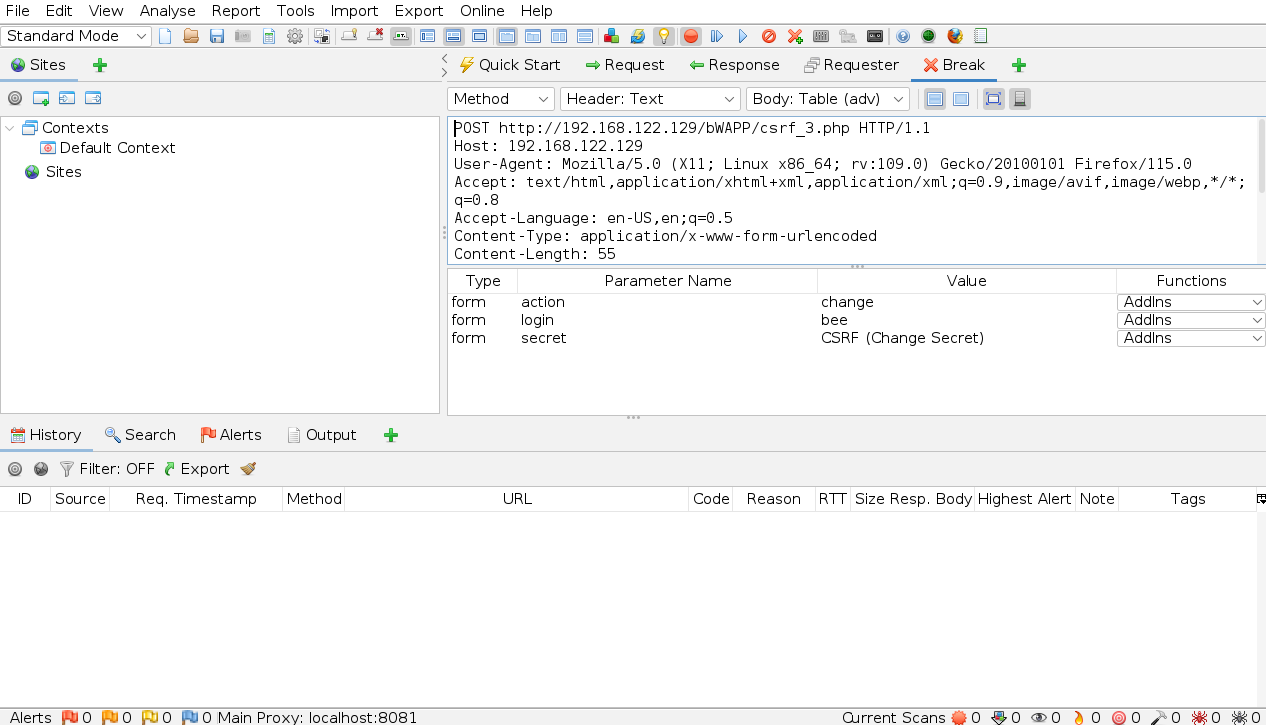 File Edit View Analyse Report Tools Import Export Online Help
Standard Mode
Sites
Quick Start Request Response Requester Break
Method Header: Text Body: Table (adv)
Contexts
Default Context
Sites
POST http://192.168.122.129/bWAPP/csrf_3.php HTTP/1.1
Host: 192.168.122.129
User-Agent: Mozilla/5.0 (X11; Linux x86_64; rv:109.0) Gecko/20100101 Firefox/115.0
Accept: text/html,application/xhtml+xml,application/xml;q=0.9,image/avif,image/webp,*/*;
q=0.8
Accept-Language: en-US,en;q=0.5
Content-Type: application/x-www-form-urlencoded
Content-Length: 55
Type Parameter Name Value Functions
form action change AddIns
form login bee AddIns
form secret CSRF (Change Secret) AddIns
History Search Alerts Output
Filter: OFF Export
ID Source Req. Timestamp Method URL Code Reason RTT Size Resp. Body Highest Alert Note Tags
Alerts 0 0 0 0 Main Proxy: localhost:8081 Current Scans 0 0 0 0 0 0 0 0